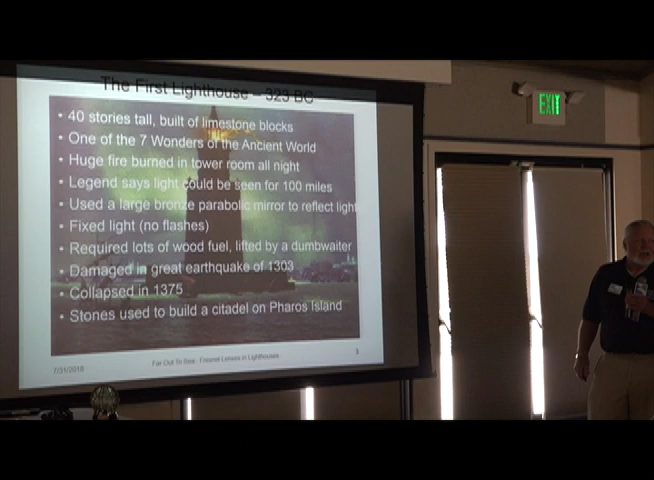 The First Lighthouse – 323 BC
• 40 stories tall, built of limestone blocks
• One of the 7 Wonders of the Ancient World
• Huge fire burned in tower room all night
• Legend says light could be seen for 100 miles
• Used a large bronze parabolic mirror to reflect light
• Fixed light (no flashes)
• Required lots of wood fuel, lifted by a dumbwaiter
• Damaged in great earthquake of 1303
• Collapsed in 1375
• Stones used to build a citadel on Pharos Island
7/31/2018 Far Out To Sea - Fresnel Lenses in Lighthouses 3
EXIT